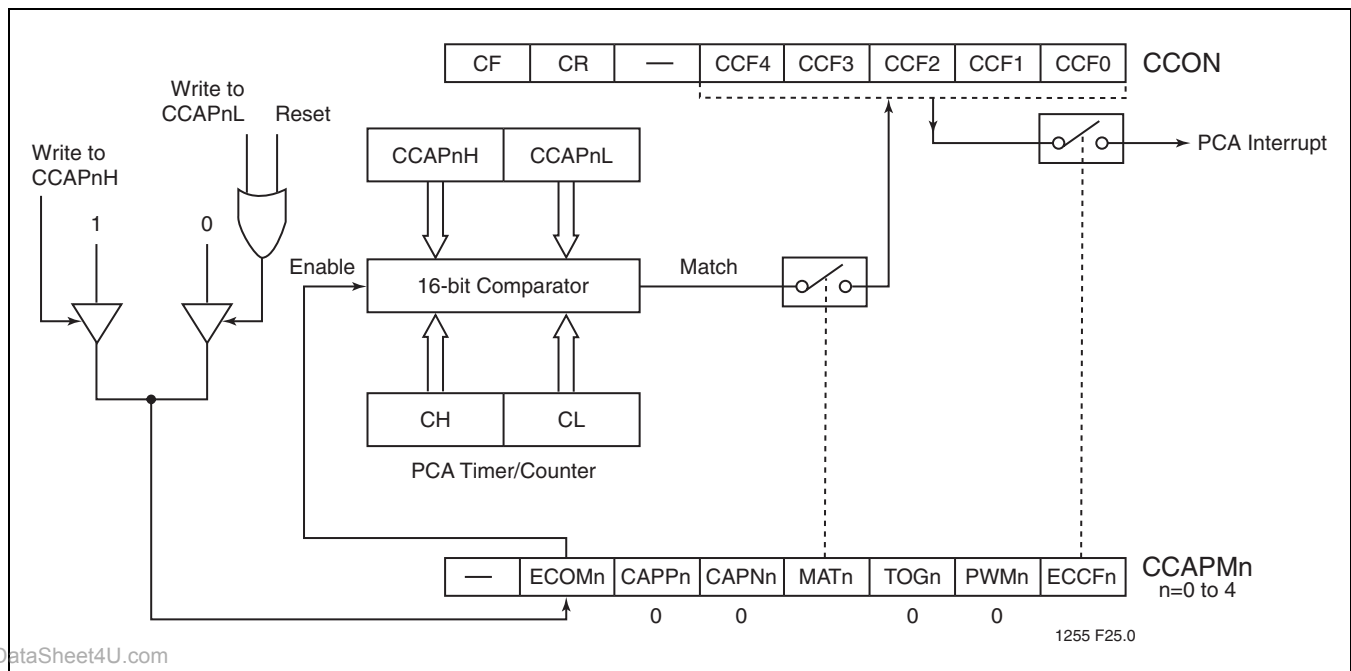 CF CR — CCF4 CCF3 CCF2 CCF1 CCF0 CCON
Write to
CCAPnL
Reset
Write to
CCAPnH
CCAPnH CCAPnL
PCA Interrupt
1 0
Enable
16-bit Comparator
Match
CH CL
PCA Timer/Counter
— ECOMn CAPPn CAPNn MATn TOGn PWMn ECCFn CCAPMn
n=0 to 4
0 0 0 0
1255 F25.0
DataSheet4U.com